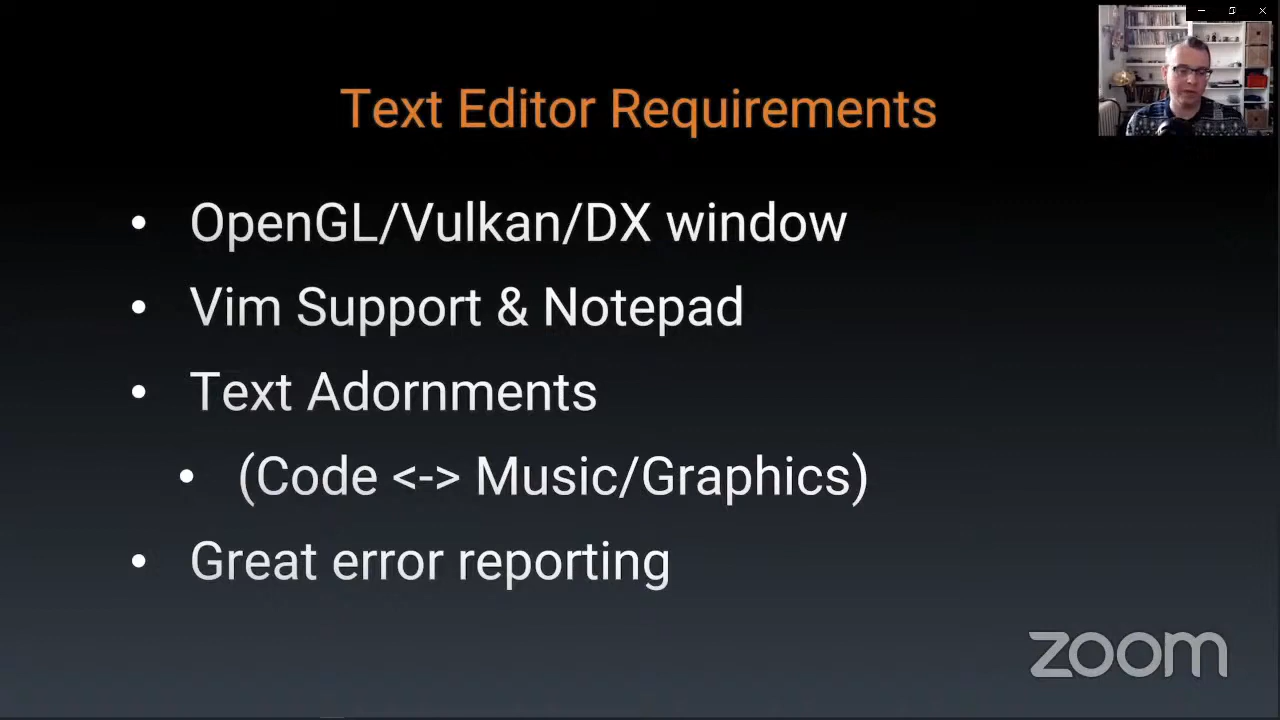 Text Editor Requirements
• OpenGL/Vulkan/DX window
• Vim Support & Notepad
• Text Adornments
• (Code <-> Music/Graphics)
• Great error reporting
zoom